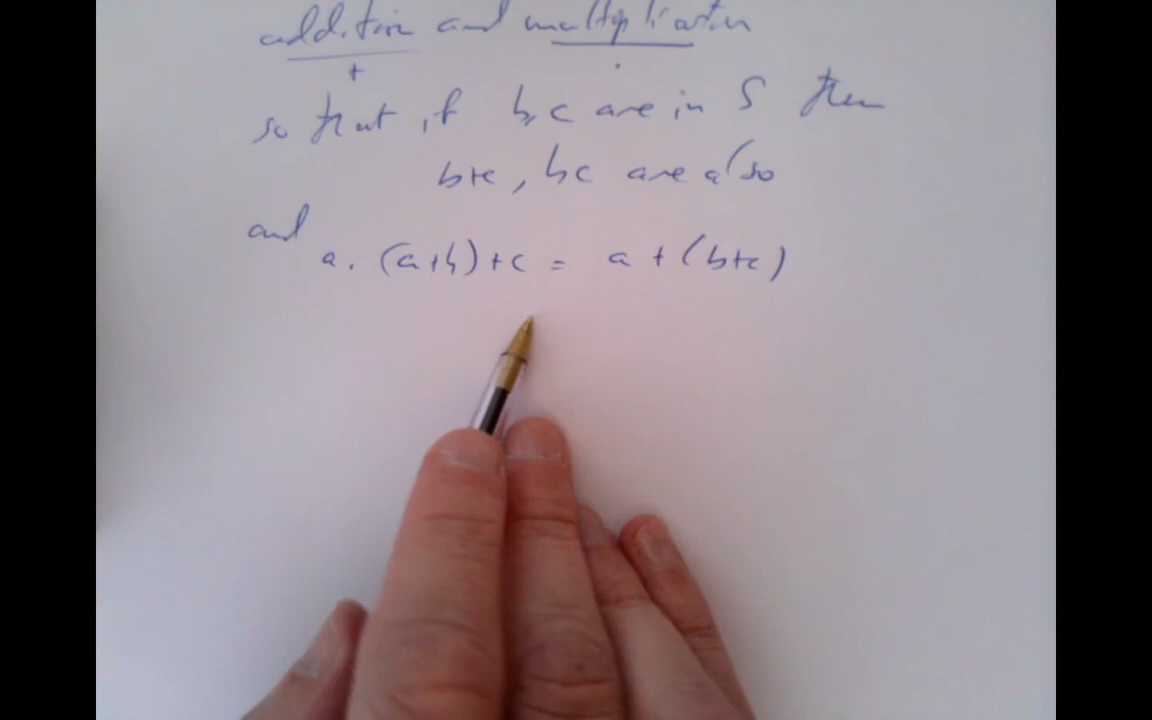 addition and multiplication
+ .
so that if b, c are in S then
b+c, bc are also
and
a. (a+b)+c = a+(b+c)